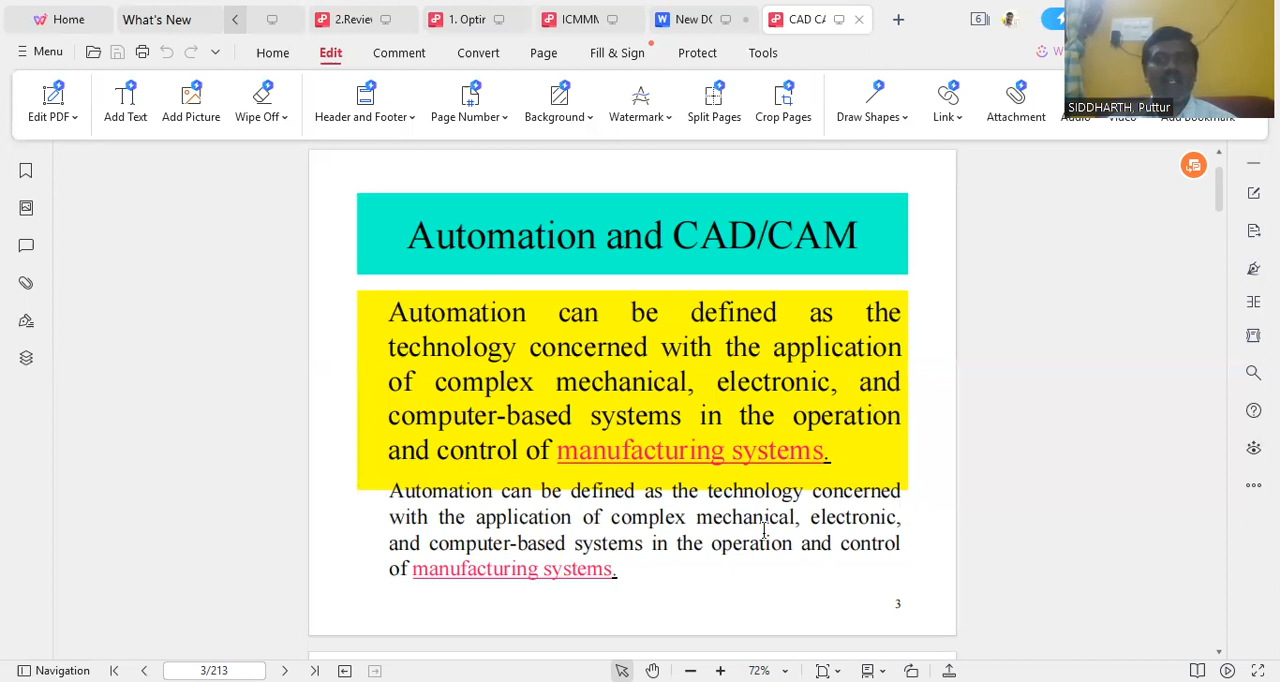 Home What's New 2.Revie 1. Optir ICMMN New DO CAD CA 6
Menu Home Edit Comment Convert Page Fill & Sign Protect Tools
Edit PDF Add Text Add Picture Wipe Off Header and Footer Page Number Background Watermark Split Pages Crop Pages Draw Shapes Link Attachment
SIDDHARTH, Puttur
Automation and CAD/CAM
Automation can be defined as the
technology concerned with the application
of complex mechanical, electronic, and
computer-based systems in the operation
and control of manufacturing systems.
Automation can be defined as the technology concerned
with the application of complex mechanical, electronic,
and computer-based systems in the operation and control
of manufacturing systems.
3
Navigation 3/213 72%